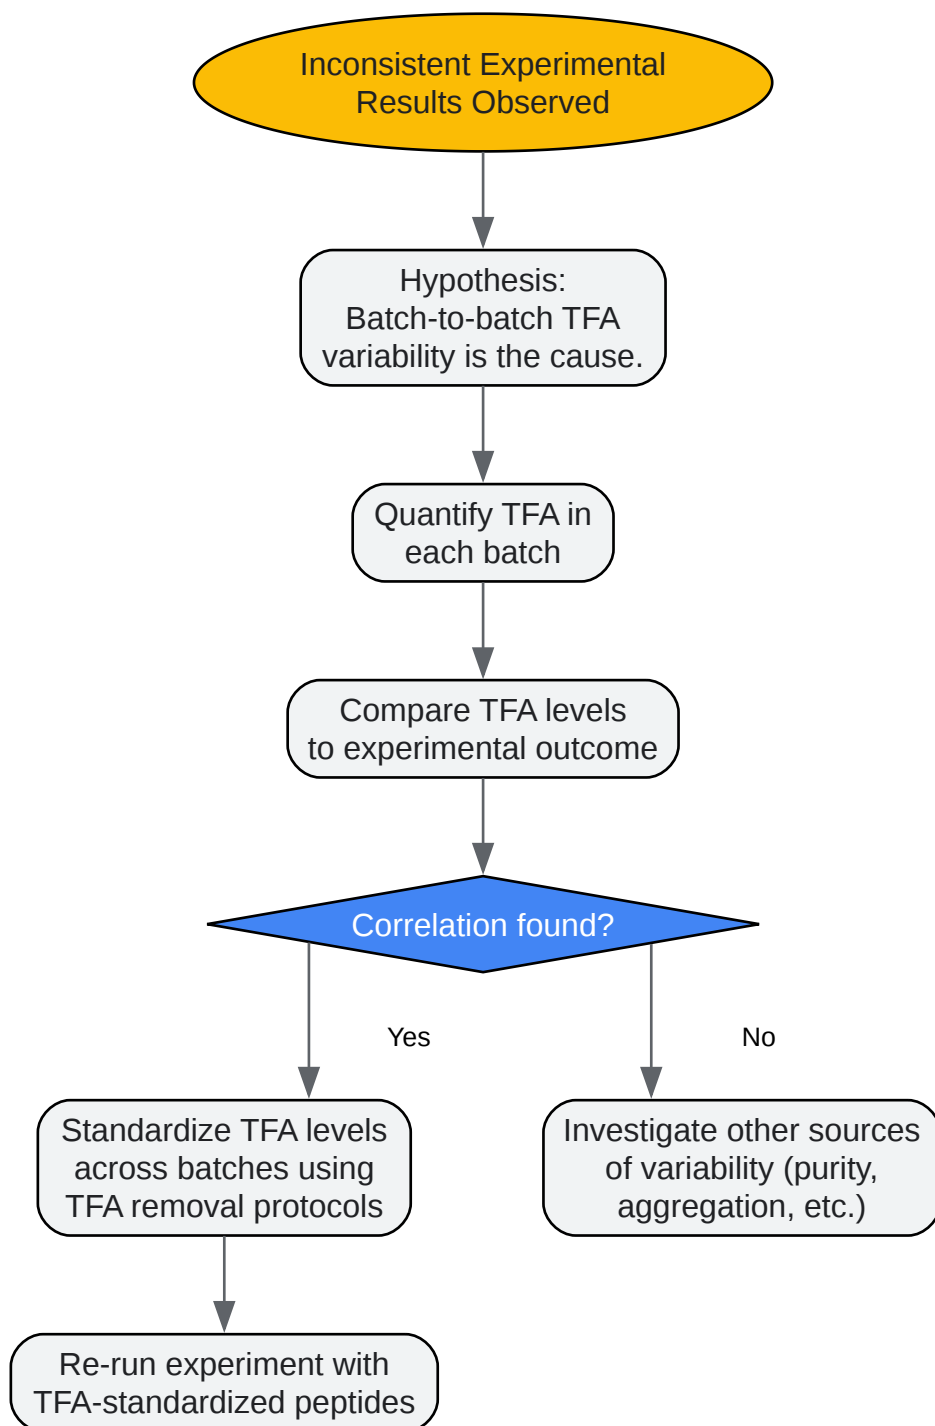 Inconsistent Experimental
Results Observed
Hypothesis:
Batch-to-batch TFA
variability is the cause.
Quantify TFA in
each batch
Compare TFA levels
to experimental outcome
Correlation found?
Yes
No
Standardize TFA levels
across batches using
TFA removal protocols
Investigate other sources
of variability (purity,
aggregation, etc.)
Re-run experiment with
TFA-standardized peptides